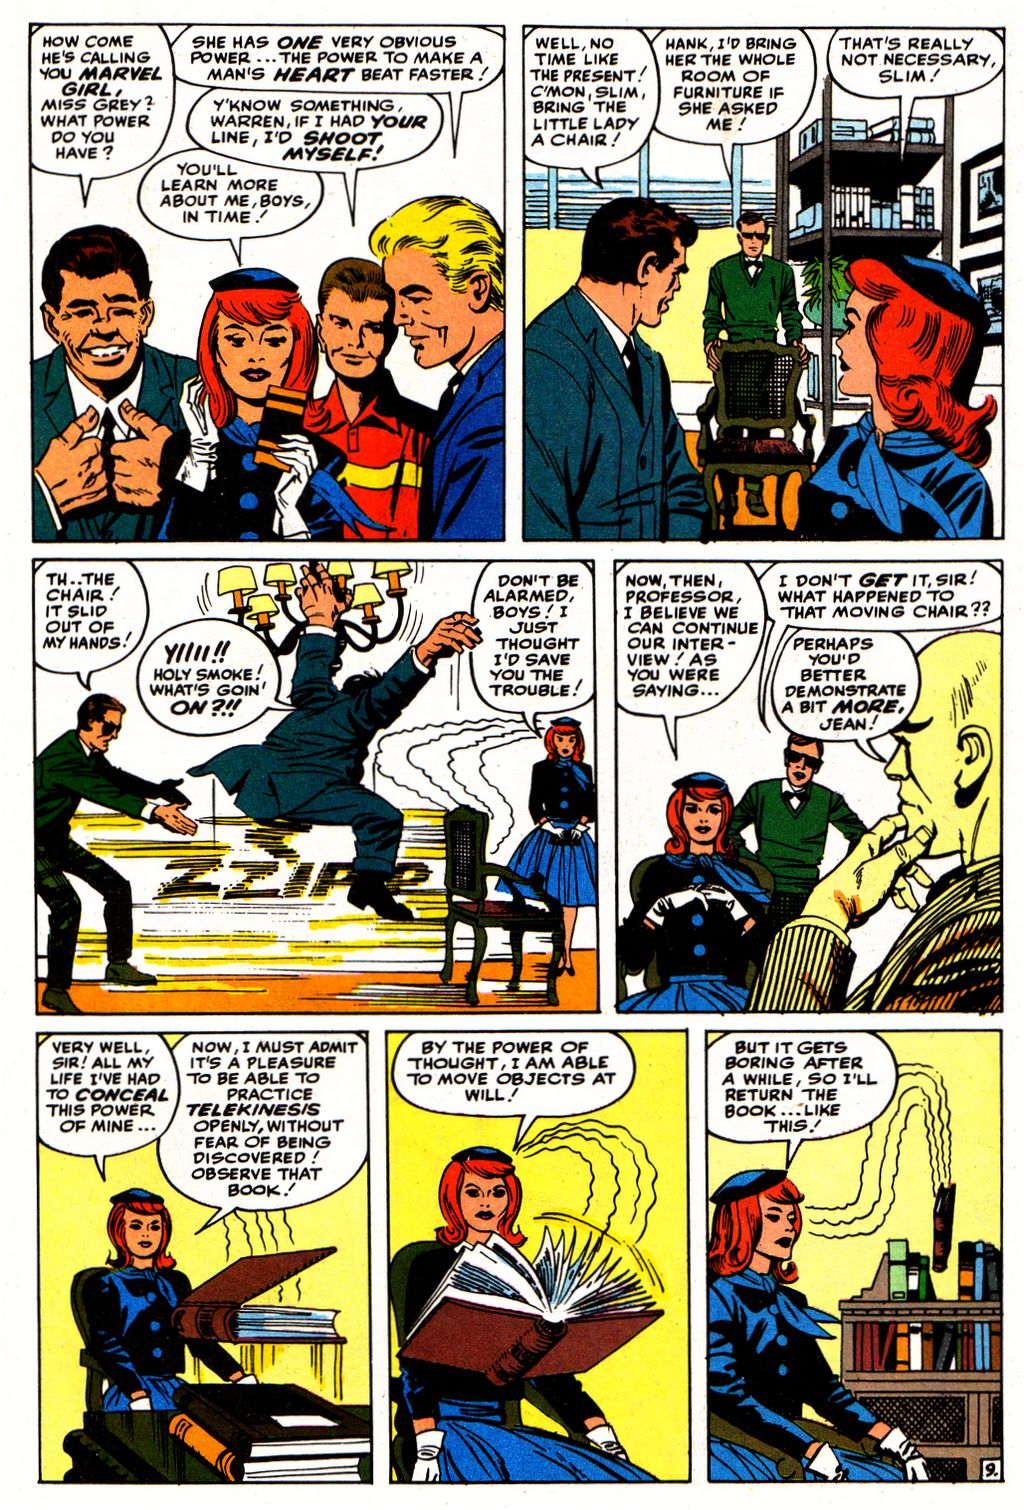 HOW COME
HE'S CALLING
YOU MARVEL
GIRL,
MISS GREY?
WHAT POWER
DO YOU
HAVE?
SHE HAS ONE VERY OBVIOUS
POWER...THE POWER TO MAKE A
MAN'S HEART BEAT FASTER!
Y'KNOW SOMETHING,
WARREN, IF I HAD YOUR
LINE, I'D SHOOT
MYSELF!
YOU'LL
LEARN MORE
ABOUT ME, BOYS,
IN TIME!
WELL, NO
TIME LIKE
THE PRESENT!
C'MON, SLIM,
BRING THE
LITTLE LADY
A CHAIR!
HANK, I'D BRING
HER THE WHOLE
ROOM OF
FURNITURE IF
SHE ASKED
ME!
THAT'S REALLY
NOT NECESSARY,
SLIM!
TH..THE
CHAIR!
IT SLID
OUT OF
MY HANDS!
YIIII!!
HOLY SMOKE!
WHAT'S GOIN'
ON?!!
DON'T BE
ALARMED,
BOYS! I
JUST
THOUGHT
I'D SAVE
YOU THE
TROUBLE!
ZZIPP
NOW, THEN,
PROFESSOR,
I BELIEVE WE
CAN CONTINUE
OUR INTER-
VIEW! AS
YOU WERE
SAYING...
I DON'T GET IT, SIR!
WHAT HAPPENED TO
THAT MOVING CHAIR??
PERHAPS
YOU'D
BETTER
DEMONSTRATE
A BIT MORE,
JEAN!
VERY WELL,
SIR! ALL MY
LIFE I'VE HAD
TO CONCEAL
THIS POWER
OF MINE...
NOW, I MUST ADMIT
IT'S A PLEASURE
TO BE ABLE TO
PRACTICE
TELEKINESIS
OPENLY, WITHOUT
FEAR OF BEING
DISCOVERED!
OBSERVE THAT
BOOK!
BY THE POWER OF
THOUGHT, I AM ABLE
TO MOVE OBJECTS AT
WILL!
BUT IT GETS
BORING AFTER
A WHILE, SO I'LL
RETURN THE
BOOK...LIKE
THIS!
9.